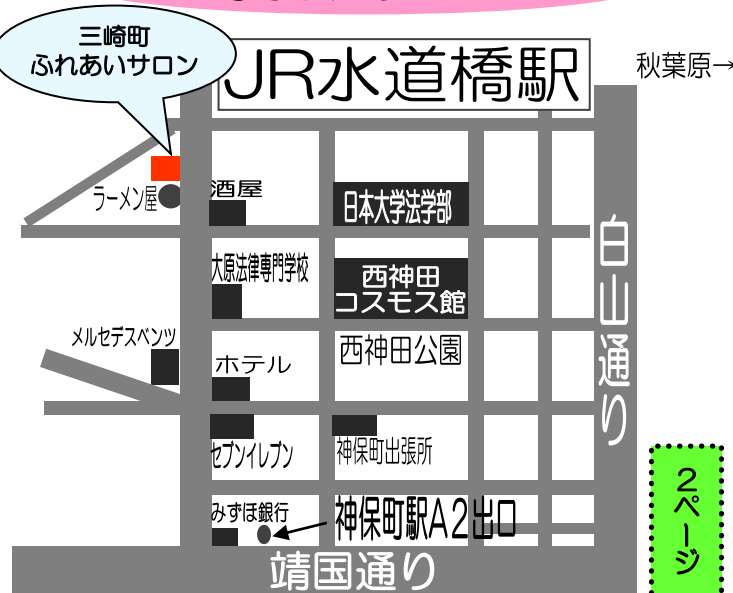 三崎町
ふれあいサロン
JR水道橋駅
秋葉原→
ラーメン屋
酒屋
日本大学法学部
大原法律専門学校
西神田
コスモス館
白山通り
メルセデスベンツ
ホテル
西神田公園
セブンイレブン
神保町出張所
２ページ
みずほ銀行
神保町駅A２出口
靖国通り